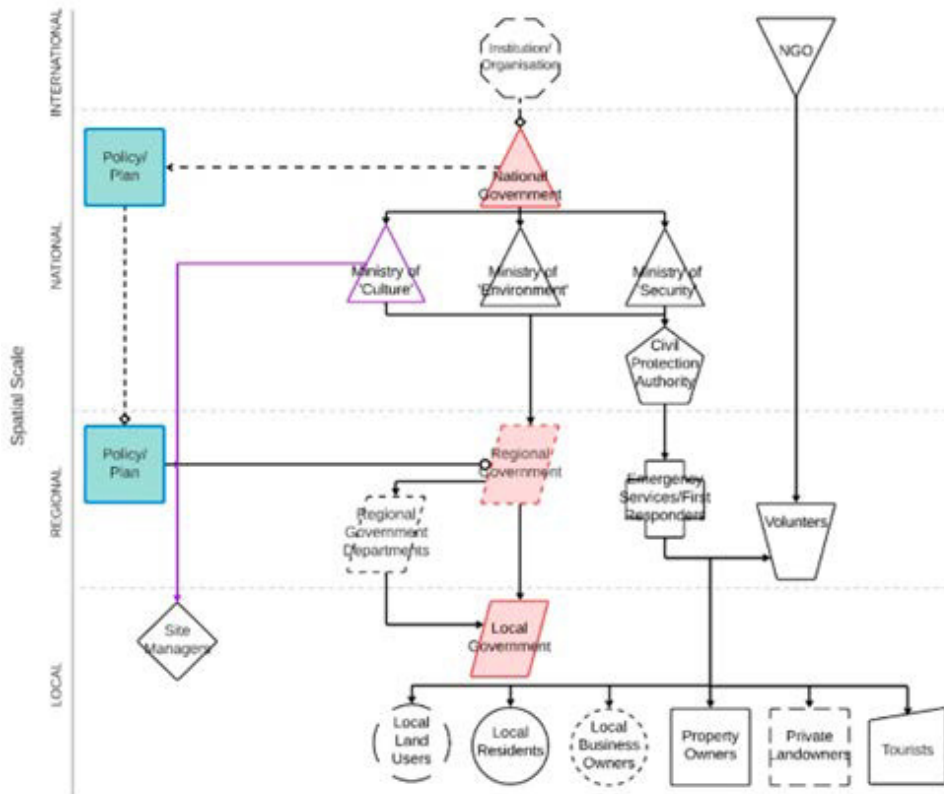 Spatial Scale
INTERNATIONAL
NATIONAL
REGIONAL
LOCAL
Institution/
Organisation
NGO
Policy/
Plan
National
Government
Ministry of
'Culture'
Ministry of
'Environment'
Ministry of
'Security'
Civil
Protection
Authority
Policy/
Plan
Regional
Government
Regional
Government
Departments
Emergency
Services/First
Responders
Volunters
Site
Managers
Local
Government
Local
Land
Users
Local
Residents
Local
Business
Owners
Property
Owners
Private
Landowners
Tourists